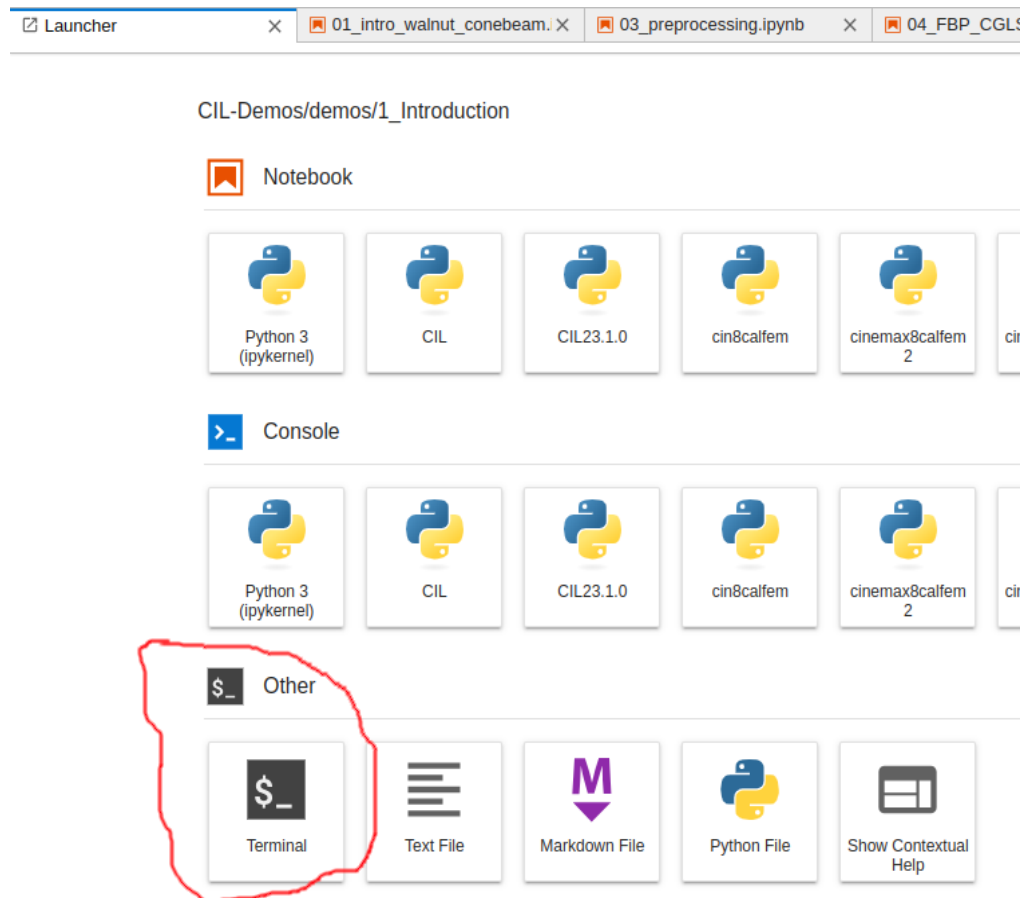 Launcher
01_intro_walnut_conebeam.
03_preprocessing.ipynb
04_FBP_CGLS
CIL-Demos/demos/1_Introduction
Notebook
Python 3
(ipykernel)
CIL
CIL23.1.0
cin8calfem
cinemax8calfem
2
Console
Python 3
(ipykernel)
CIL
CIL23.1.0
cin8calfem
cinemax8calfem
2
$_ Other
$_
Terminal
Text File
M
Markdown File
Python File
Show Contextual
Help